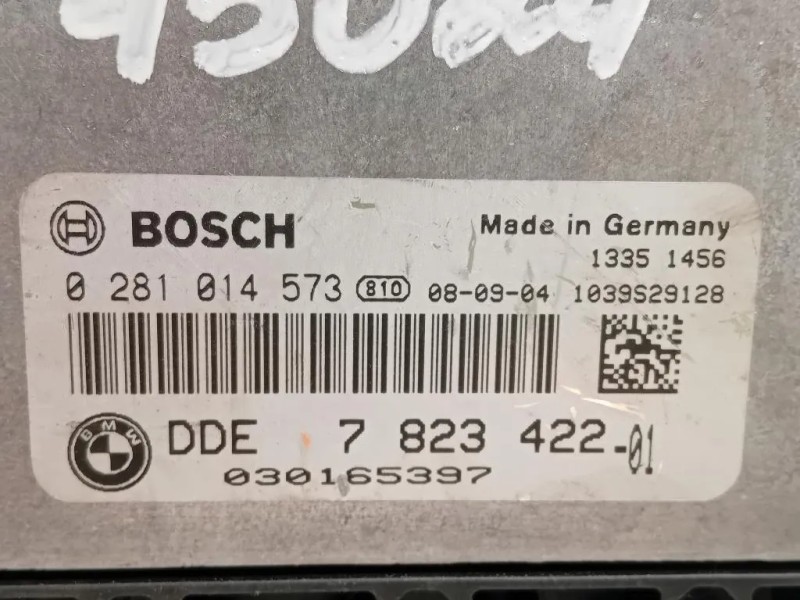 BOSCH
Made in Germany
1335 1456
0 281 014 573 810 08-09-04 1039S29128
BMW
DDE 7 823 422-01
030165397